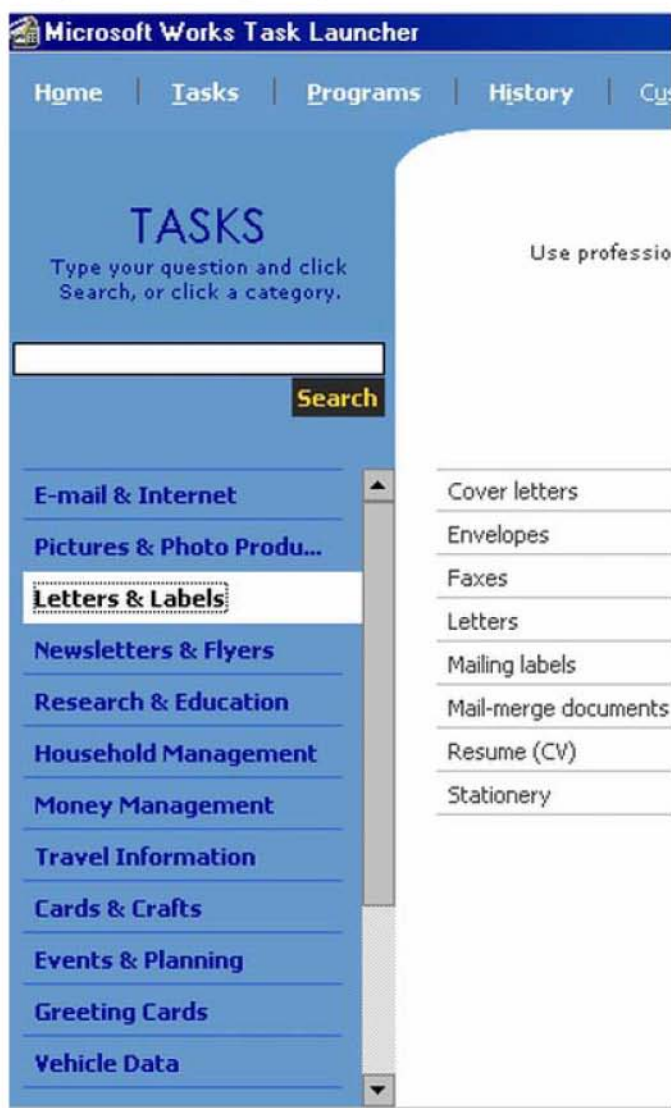 Microsoft Works Task Launcher
Home | Tasks | Programs | History |
TASKS
Type your question and click
Search, or click a category.
Search
E-mail & Internet
Pictures & Photo Produ...
Letters & Labels
Newsletters & Flyers
Research & Education
Household Management
Money Management
Travel Information
Cards & Crafts
Events & Planning
Greeting Cards
Vehicle Data
Use
Cover letters
Envelopes
Faxes
Letters
Mailing labels
Mail-merge documents
Resume (CV)
Stationery